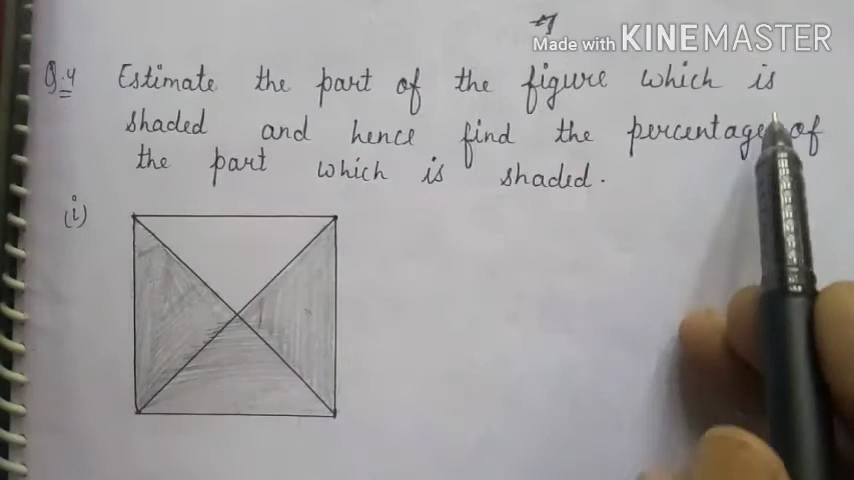 Made with KINEMASTER
Q.4 Estimate the part of the figure which is
shaded and hence find the percentage of
the part which is shaded.
(i)